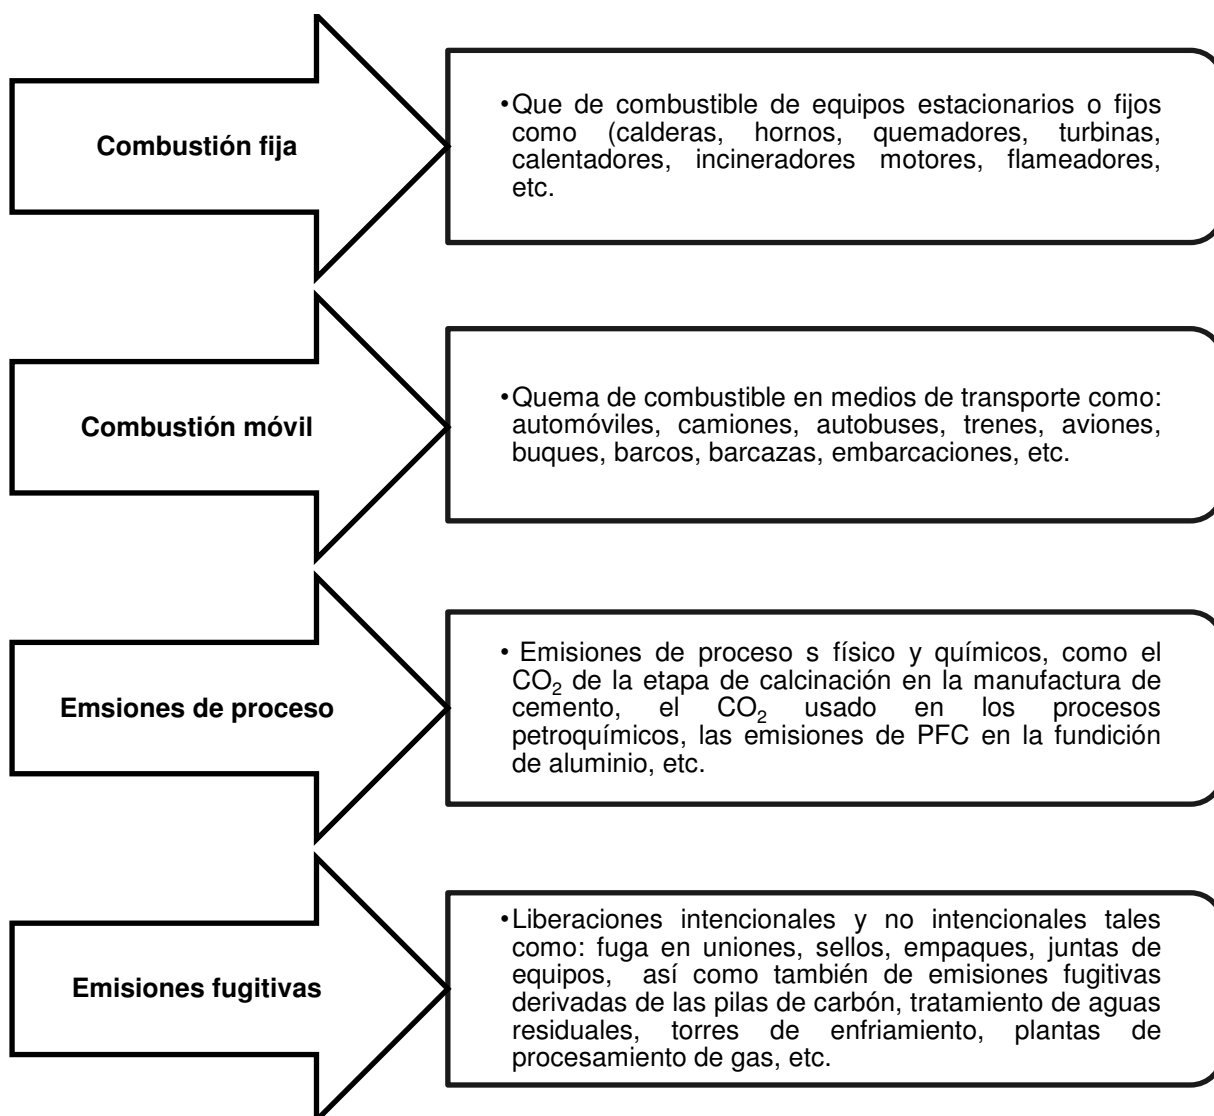 Combustión fija
•Que de combustible de equipos estacionarios o fijos
como (calderas, hornos, quemadores, turbinas,
calentadores, incineradores motores, flameadores,
etc.
Combustión móvil
•Quema de combustible en medios de transporte como:
automóviles, camiones, autobuses, trenes, aviones,
buques, barcos, barcazas, embarcaciones, etc.
Emsiones de proceso
• Emisiones de proceso s físico y químicos, como el
CO₂ de la etapa de calcinación en la manufactura de
cemento, el CO₂ usado en los procesos
petroquímicos, las emisiones de PFC en la fundición
de aluminio, etc.
Emisiones fugitivas
•Liberaciones intencionales y no intencionales tales
como: fuga en uniones, sellos, empaques, juntas de
equipos, así como también de emisiones fugitivas
derivadas de las pilas de carbón, tratamiento de aguas
residuales, torres de enfriamiento, plantas de
procesamiento de gas, etc.